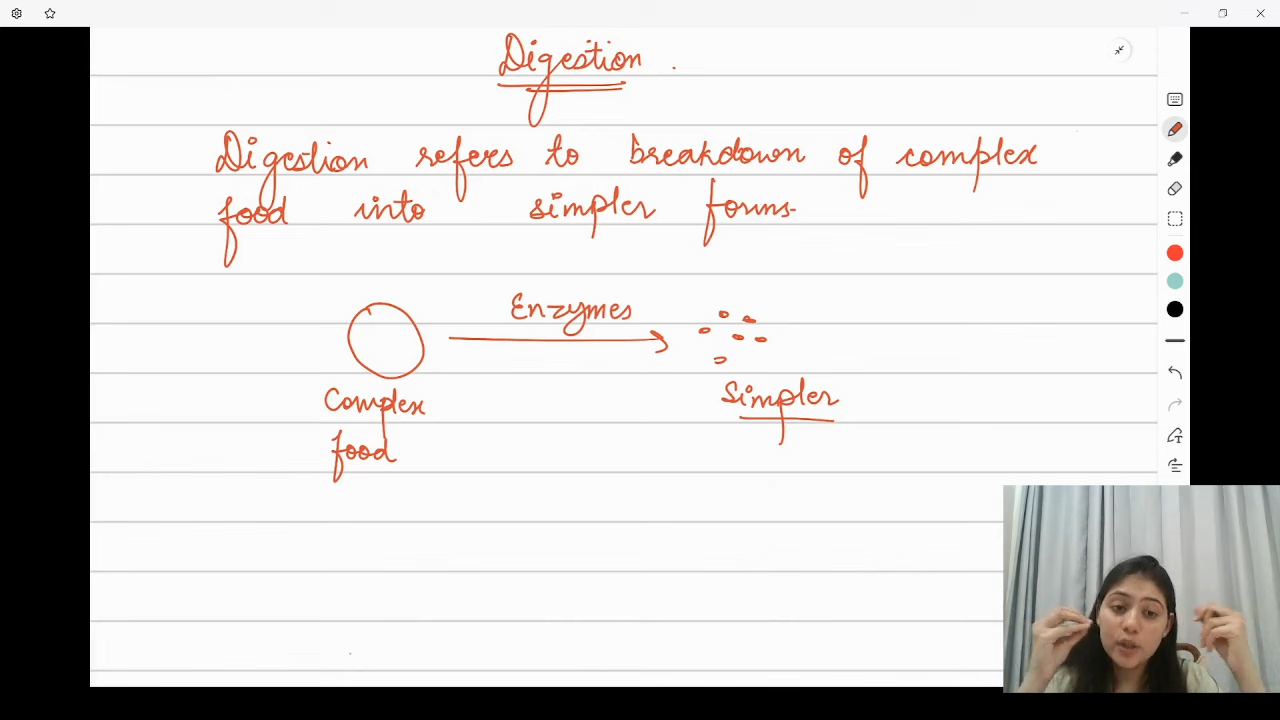 Digestion.
Digestion refers to breakdown of complex
food into simpler forms.
Enzymes
Complex
food
Simpler